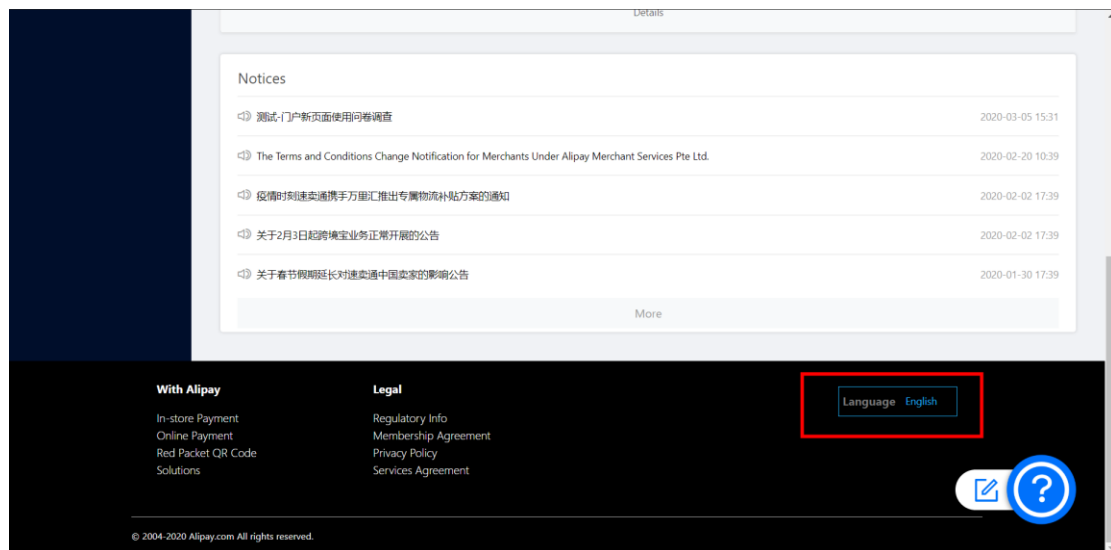 Details
Notices
测试-门户新页面使用问卷调查 2020-03-05 15:31
The Terms and Conditions Change Notification for Merchants Under Alipay Merchant Services Pte Ltd. 2020-02-20 10:39
疫情时刻速卖通携手万里汇推出专属物流补贴方案的通知 2020-02-02 17:39
关于2月3日起跨境宝业务正常开展的公告 2020-02-02 17:39
关于春节假期延长对速卖通中国卖家的影响公告 2020-01-30 17:39
More
With Alipay
In-store Payment
Online Payment
Red Packet QR Code
Solutions
Legal
Regulatory Info
Membership Agreement
Privacy Policy
Services Agreement
Language English
?
© 2004-2020 Alipay.com All rights reserved.